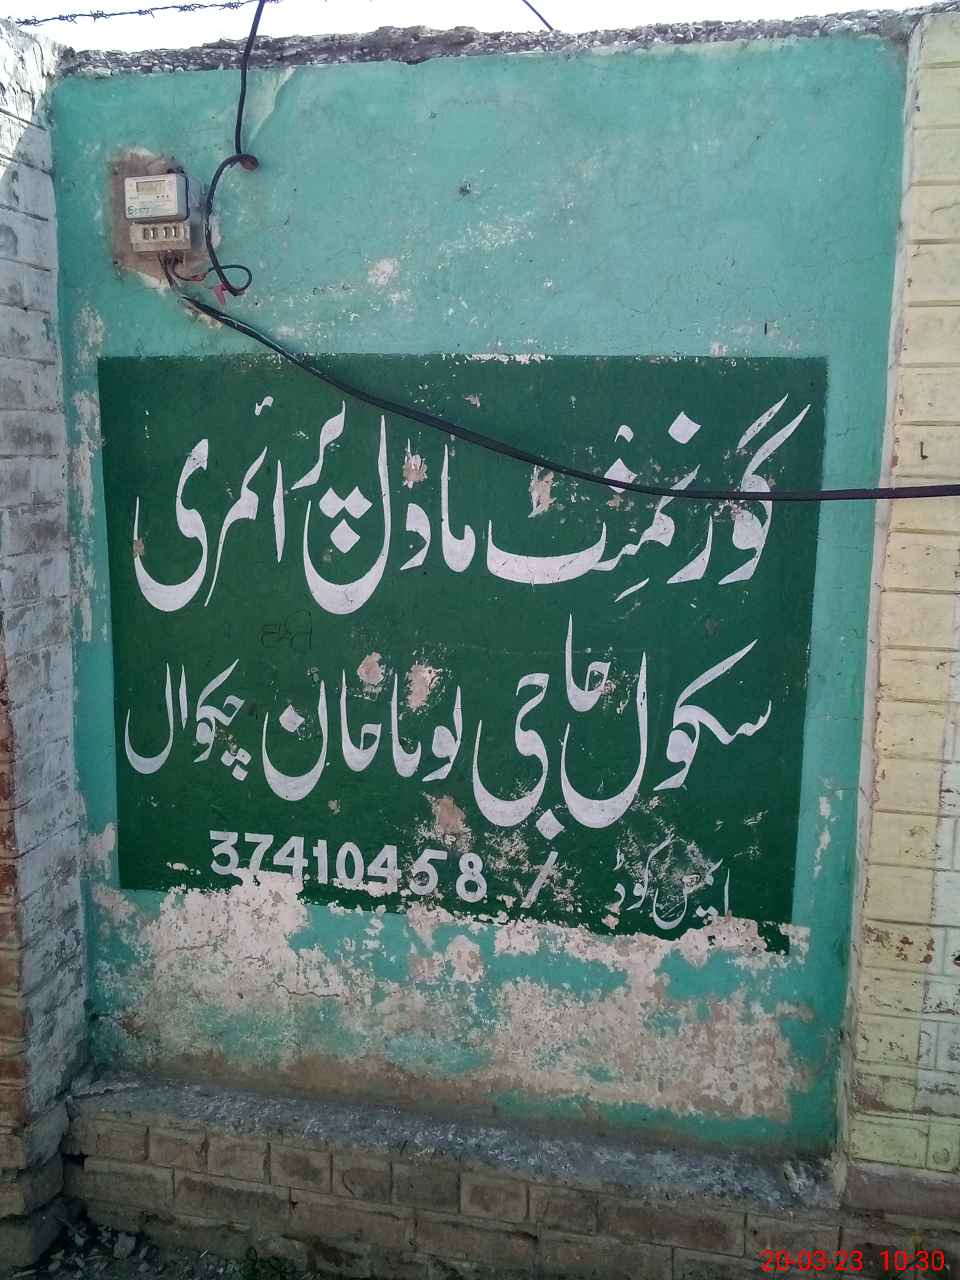 گورنمنٹ ماڈل پرائمری
سکول حاجی لوہا خان چکوال
ایمس کوڈ / 37410458
20-03-23 10:30